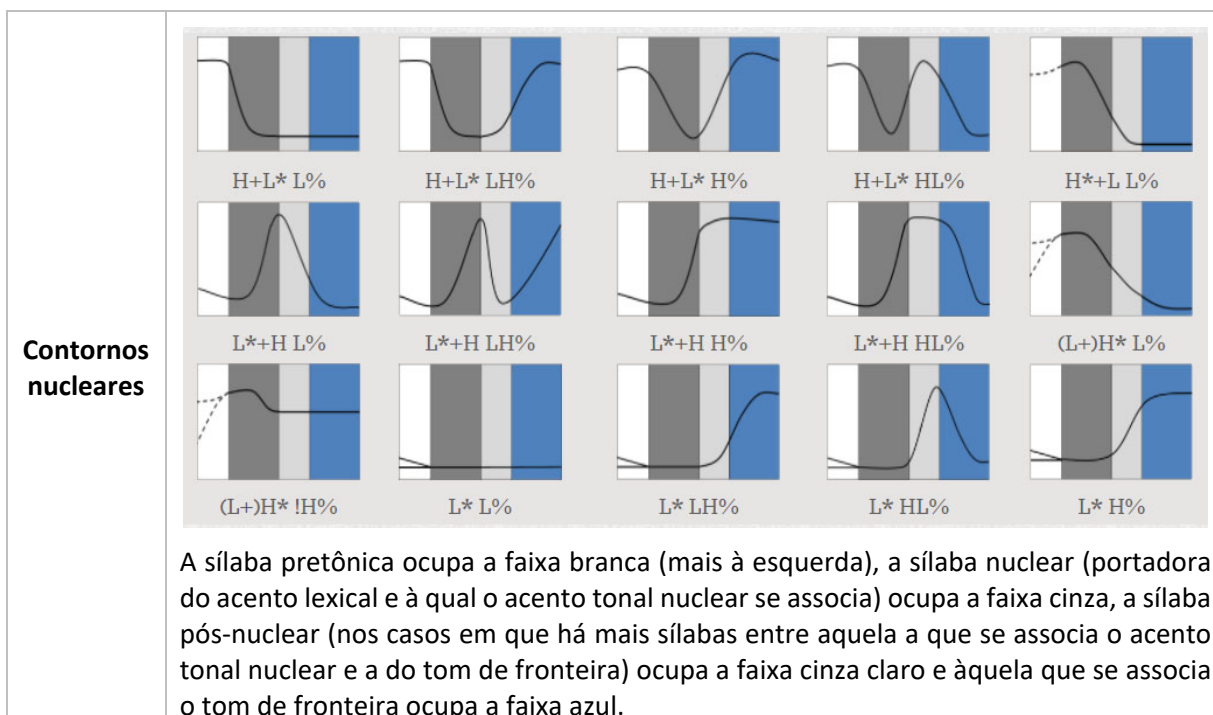 H+L* L% H+L* LH% H+L* H% H+L* HL% H*+L L%
L*+H L% L*+H LH% L*+H H% L*+H HL% (L+)H* L%
Contornos
nucleares
(L+)H* !H% L* L% L* LH% L* HL% L* H%
A sílaba pretônica ocupa a faixa branca (mais à esquerda), a sílaba nuclear (portadora
do acento lexical e à qual o acento tonal nuclear se associa) ocupa a faixa cinza, a sílaba
pós-nuclear (nos casos em que há mais sílabas entre aquela a que se associa o acento
tonal nuclear e a do tom de fronteira) ocupa a faixa cinza claro e àquela que se associa
o tom de fronteira ocupa a faixa azul.